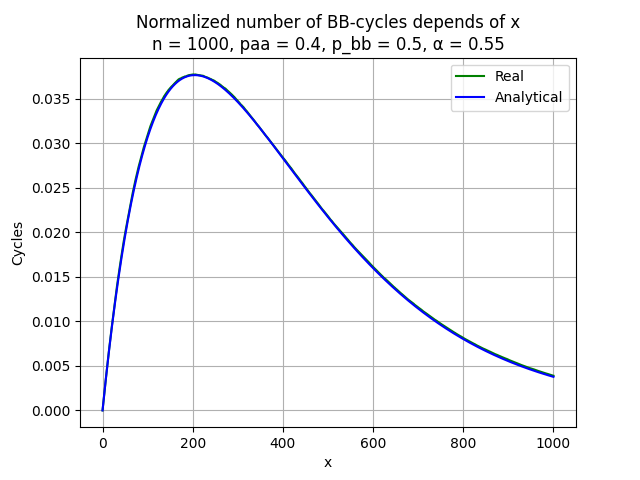 Normalized number of BB-cycles depends of x
n = 1000, paa = 0.4, p_bb = 0.5, α = 0.55
Real
Analytical
Cycles
0.035
0.030
0.025
0.020
0.015
0.010
0.005
0.000
0 200 400 600 800 1000
x